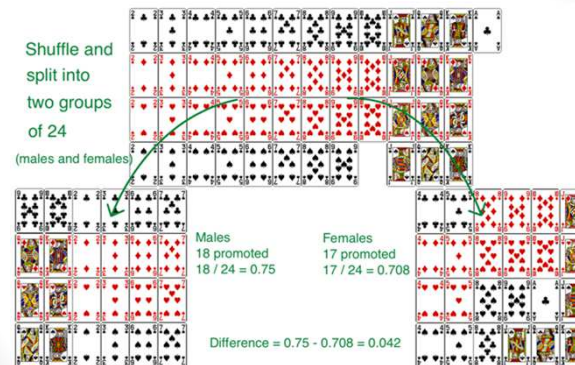 Shuffle and
split into
two groups
of 24
(males and females)
Males
18 promoted
18 / 24 = 0.75
Females
17 promoted
17 / 24 = 0.708
Difference = 0.75 - 0.708 = 0.042